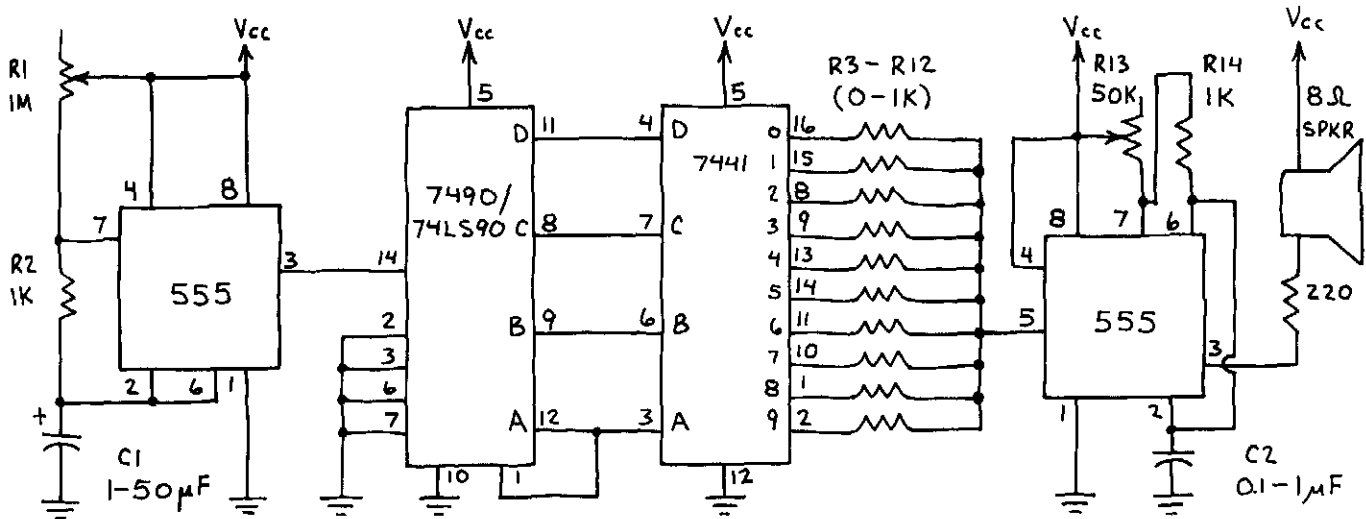 Vcc
Vcc
Vcc
Vcc
Vcc
R1
1M
4
8
7
R2
1K
555
3
2
6
1
+
C1
1-50µF
5
D
11
7490/
74LS90
C
8
14
2
3
6
7
B
9
A
12
10
1
5
4
D
7441
7
C
6
B
3
A
12
0
16
1
15
2
8
3
9
4
13
5
14
6
11
7
10
8
1
9
2
R3-R12
(0-1K)
R13
50K
R14
1K
8
7
6
4
5
555
3
1
2
C2
0.1-1µF
8Ω
SPKR
220